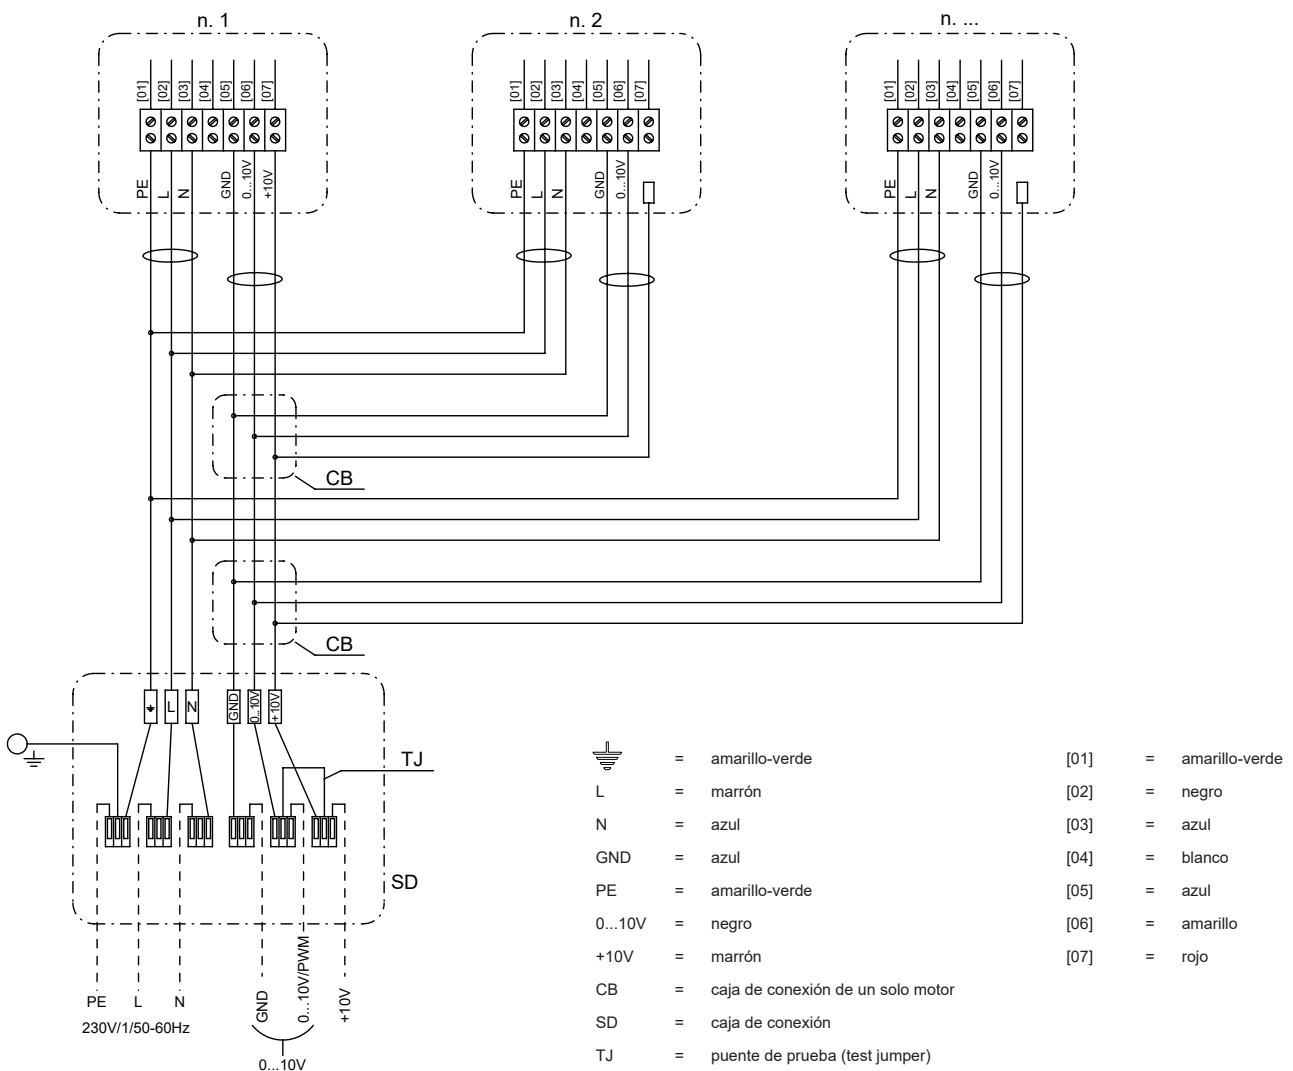 n. 1
n. 2
n. ...
[01] [02] [03] [04] [05] [06] [07]
[01] [02] [03] [04] [05] [06] [07]
[01] [02] [03] [04] [05] [06] [07]
PE L N GND 0...10V +10V
PE L N GND 0...10V
PE L N GND 0...10V
CB
CB
L N GND 0...10V +10V
TJ
SD
PE L N GND 0...10V/PWM +10V
230V/1/50-60Hz
0...10V
= amarillo-verde
L = marrón
N = azul
GND = azul
PE = amarillo-verde
0...10V = negro
+10V = marrón
CB = caja de conexión de un solo motor
SD = caja de conexión
TJ = puente de prueba (test jumper)
[01] = amarillo-verde
[02] = negro
[03] = azul
[04] = blanco
[05] = azul
[06] = amarillo
[07] = rojo